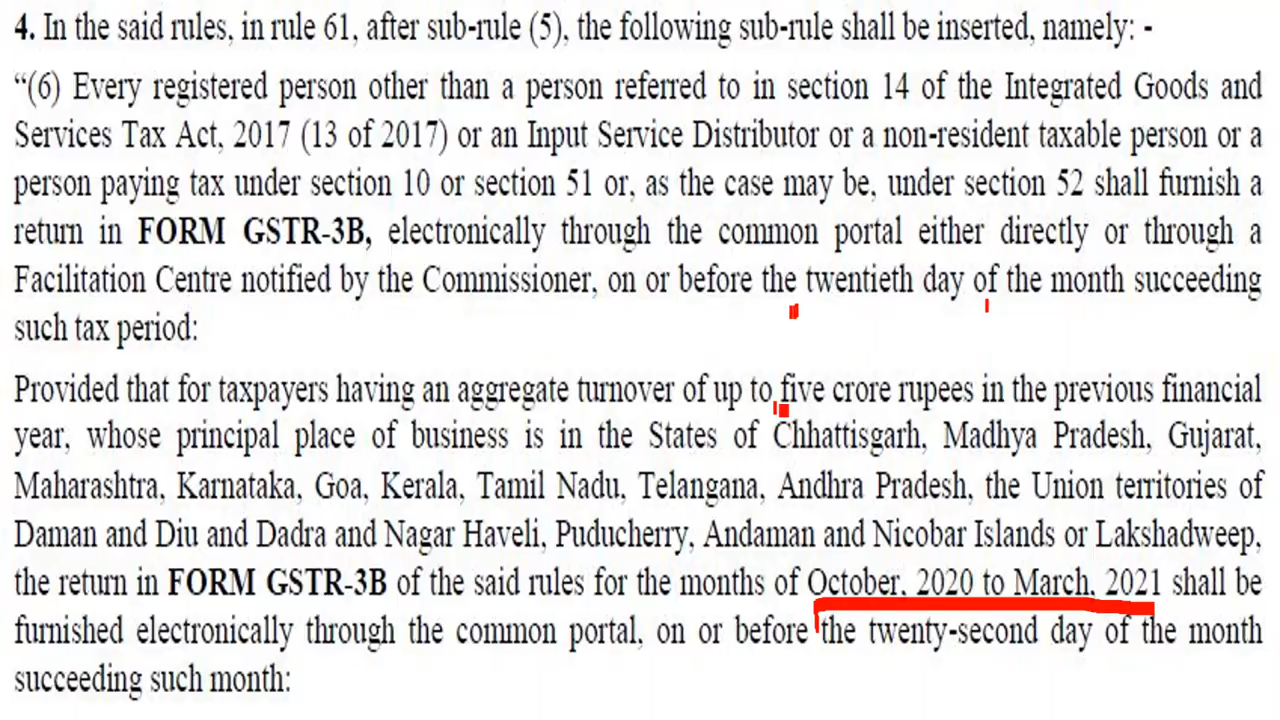 4. In the said rules, in rule 61, after sub-rule (5), the following sub-rule shall be inserted, namely: -
“(6) Every registered person other than a person referred to in section 14 of the Integrated Goods and
Services Tax Act, 2017 (13 of 2017) or an Input Service Distributor or a non-resident taxable person or a
person paying tax under section 10 or section 51 or, as the case may be, under section 52 shall furnish a
return in FORM GSTR-3B, electronically through the common portal either directly or through a
Facilitation Centre notified by the Commissioner, on or before the twentieth day of the month succeeding
such tax period:
Provided that for taxpayers having an aggregate turnover of up to five crore rupees in the previous financial
year, whose principal place of business is in the States of Chhattisgarh, Madhya Pradesh, Gujarat,
Maharashtra, Karnataka, Goa, Kerala, Tamil Nadu, Telangana, Andhra Pradesh, the Union territories of
Daman and Diu and Dadra and Nagar Haveli, Puducherry, Andaman and Nicobar Islands or Lakshadweep,
the return in FORM GSTR-3B of the said rules for the months of October, 2020 to March, 2021 shall be
furnished electronically through the common portal, on or before the twenty-second day of the month
succeeding such month: